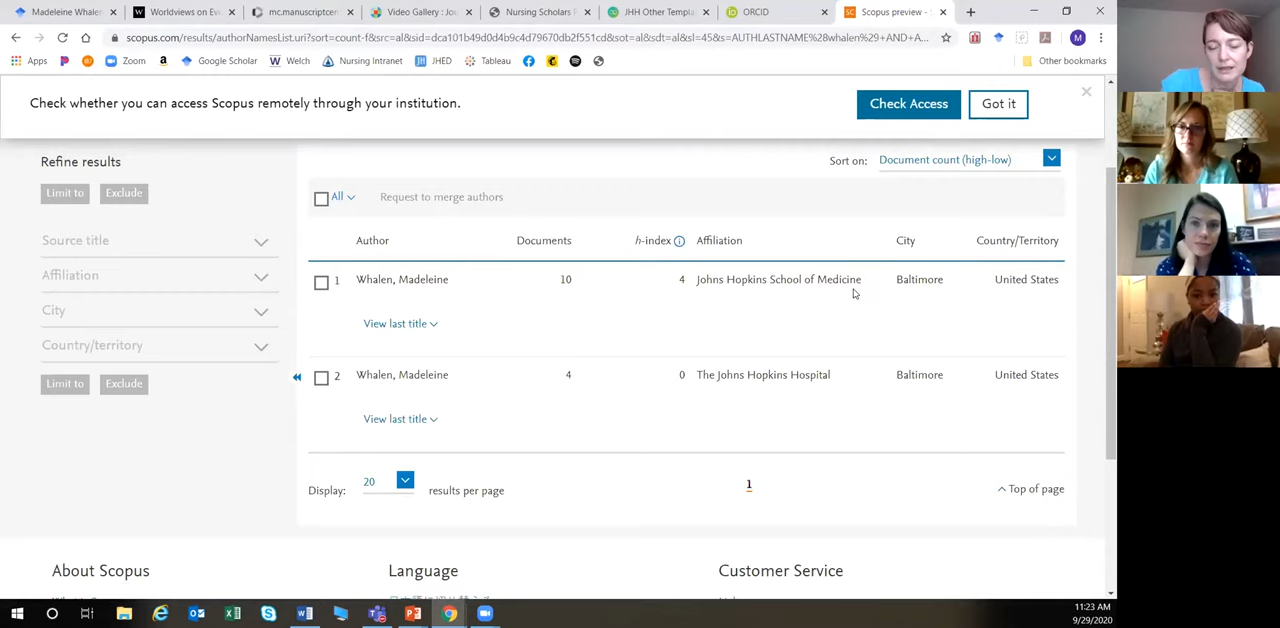 Madeleine Whalen
Worldviews on Ev
mc.manuscriptcen
Video Gallery : Jou
Nursing Scholars P
JHH Other Templa
ORCID
Scopus preview -
scopus.com/results/authorNamesList.uri?sort=count-f&src=al&sid=dca101b49d0d4b9c4d79670db2f551cd&sot=al&sdt=al&sl=45&s=AUTHLASTNAME%28whalen%29+AND+A...
M
Apps
Zoom
Google Scholar
Welch
Nursing Intranet
JHED
Tableau
Other bookmarks
Check whether you can access Scopus remotely through your institution.
Check Access
Got it
Refine results
Limit to
Exclude
Source title
Affiliation
City
Country/territory
Limit to
Exclude
Sort on: Document count (high-low)
All
Request to merge authors
Author Documents h-index Affiliation City Country/Territory
1 Whalen, Madeleine 10 4 Johns Hopkins School of Medicine Baltimore United States
View last title
2 Whalen, Madeleine 4 0 The Johns Hopkins Hospital Baltimore United States
View last title
Display: 20 results per page
1
Top of page
About Scopus
Language
Customer Service
11:23 AM
9/29/2020